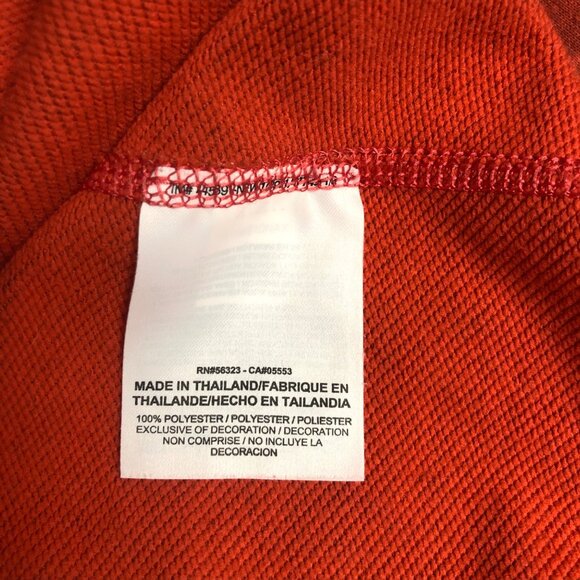 RN#56323 - CA#05553
MADE IN THAILAND/FABRIQUE EN
THAILANDE/HECHO EN TAILANDIA
100% POLYESTER / POLYESTER / POLIESTER
EXCLUSIVE OF DECORATION / DECORATION
NON COMPRISE / NO INCLUYE LA
DECORACION